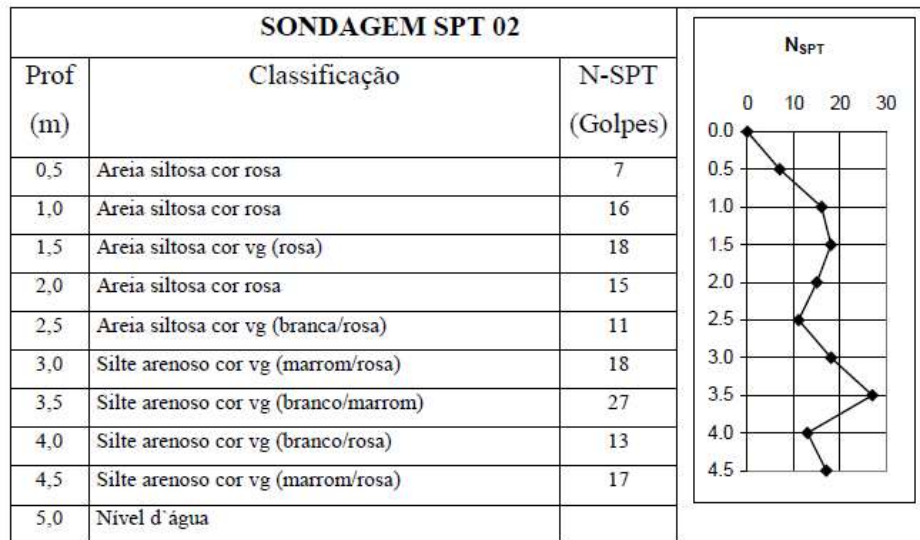 SONDAGEM SPT 02
Prof (m) Classificação N-SPT (Golpes)
0,5 Areia siltosa cor rosa 7
1,0 Areia siltosa cor rosa 16
1,5 Areia siltosa cor vg (rosa) 18
2,0 Areia siltosa cor rosa 15
2,5 Areia siltosa cor vg (branca/rosa) 11
3,0 Silte arenoso cor vg (marrom/rosa) 18
3,5 Silte arenoso cor vg (branco/marrom) 27
4,0 Silte arenoso cor vg (branco/rosa) 13
4,5 Silte arenoso cor vg (marrom/rosa) 17
5,0 Nível d`água
NSPT
0 10 20 30
0.0
0.5
1.0
1.5
2.0
2.5
3.0
3.5
4.0
4.5